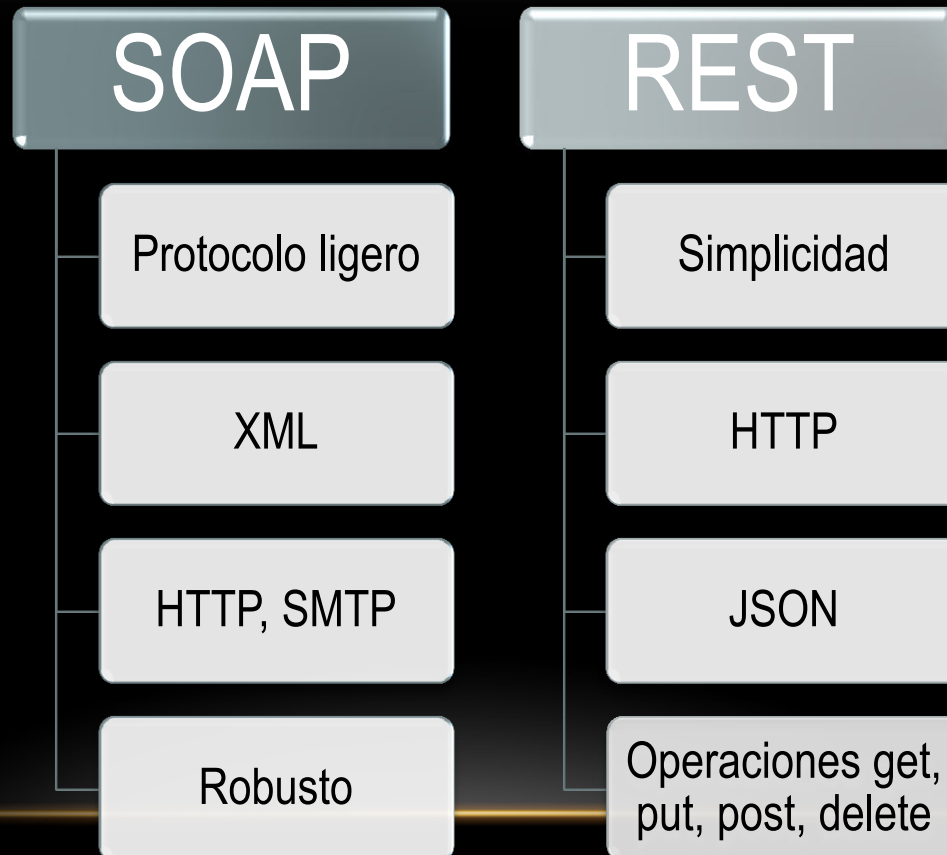 SOAP
Protocolo ligero
XML
HTTP, SMTP
Robusto
REST
Simplicidad
HTTP
JSON
Operaciones get,
put, post, delete